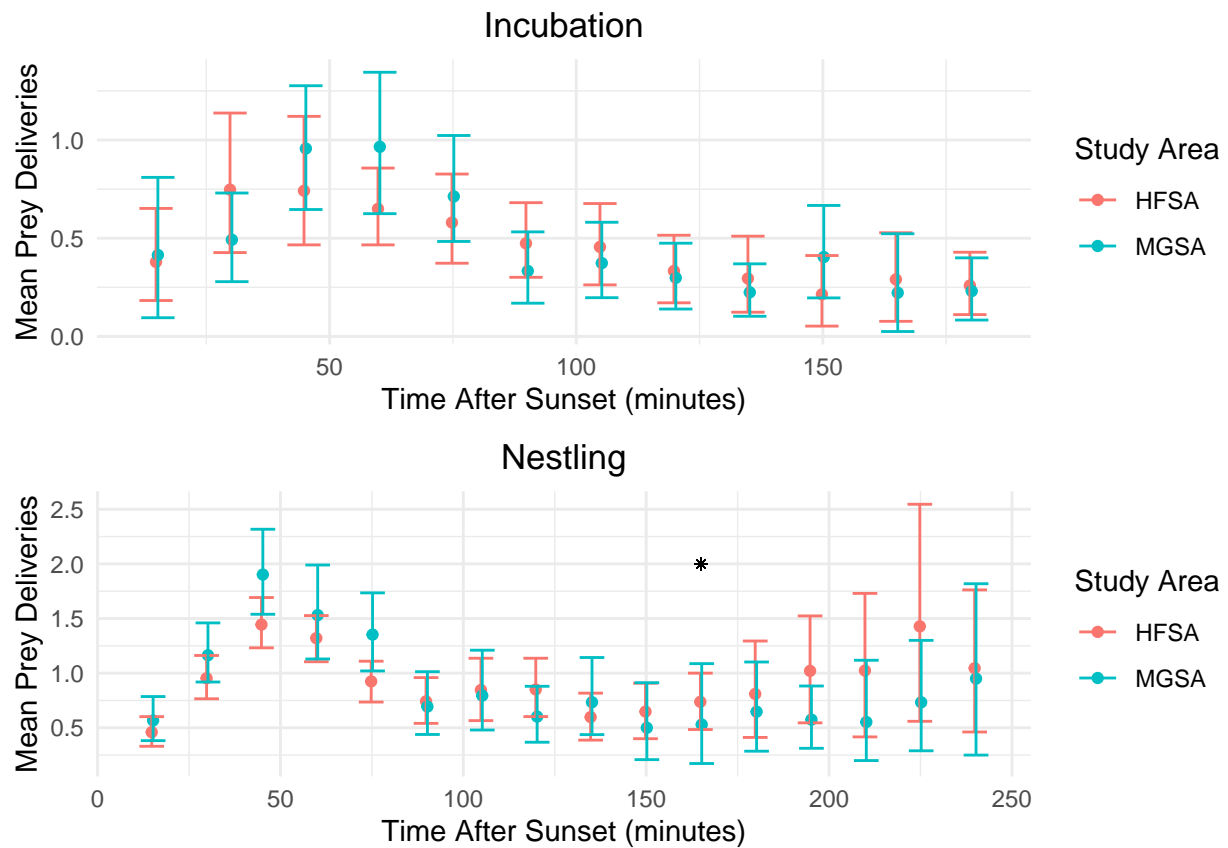 Incubation
Mean Prey Deliveries
1.0
0.5
0.0
50
100
150
Time After Sunset (minutes)
Study Area
HFSA
MGSA
Nestling
Mean Prey Deliveries
2.5
2.0
1.5
1.0
0.5
*
0
50
100
150
200
250
Time After Sunset (minutes)
Study Area
HFSA
MGSA